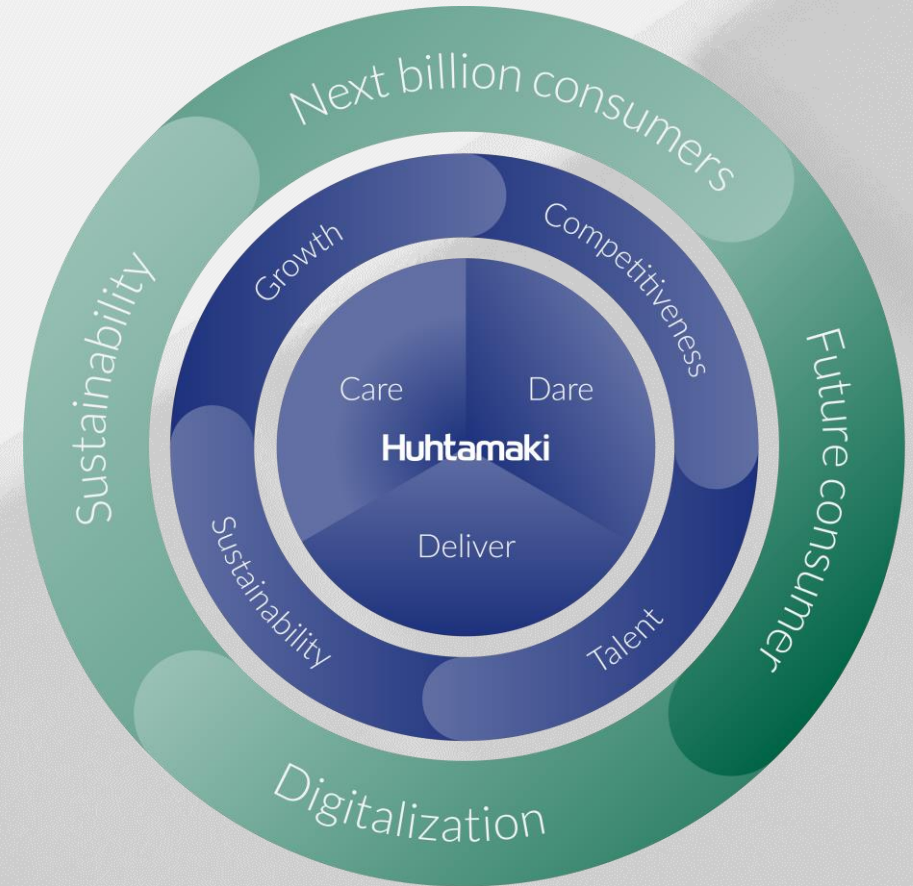 Next billion consumers
Future consumer
Digitalization
Sustainability
Growth
Competitiveness
Talent
Sustainability
Care
Dare
Huhtamaki
Deliver